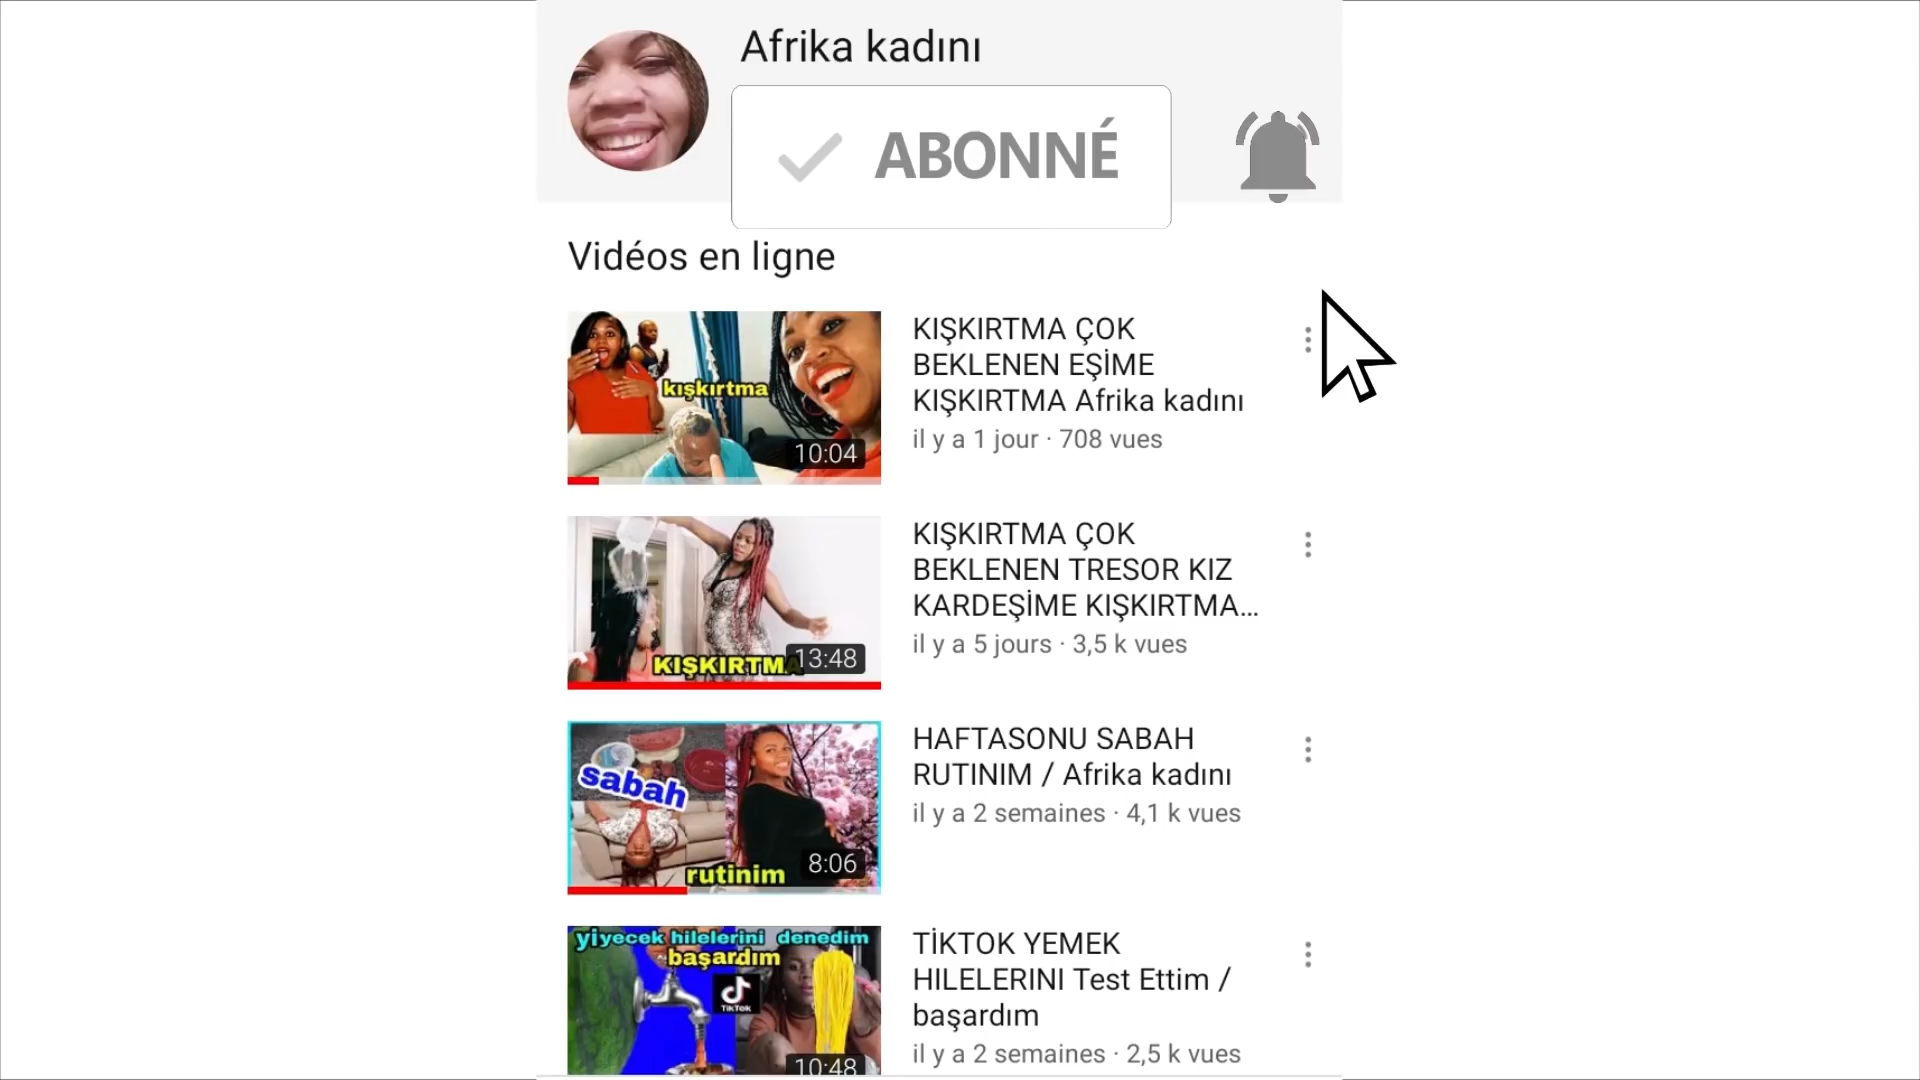 Afrika kadını
ABONNÉ
Vidéos en ligne
kışkırtma
10:04
KIŞKIRTMA ÇOK
BEKLENEN EŞİME
KIŞKIRTMA Afrika kadını
il y a 1 jour · 708 vues
KIŞKIRTMA
13:48
KIŞKIRTMA ÇOK
BEKLENEN TRESOR KIZ
KARDEŞİME KIŞKIRTMA...
il y a 5 jours · 3,5 k vues
sabah
rutinim
8:06
HAFTASONU SABAH
RUTINIM / Afrika kadını
il y a 2 semaines · 4,1 k vues
yiyecek hilelerini denedim
başardım
TikTok
10:48
TİKTOK YEMEK
HILELERINI Test Ettim /
başardım
il y a 2 semaines · 2,5 k vues